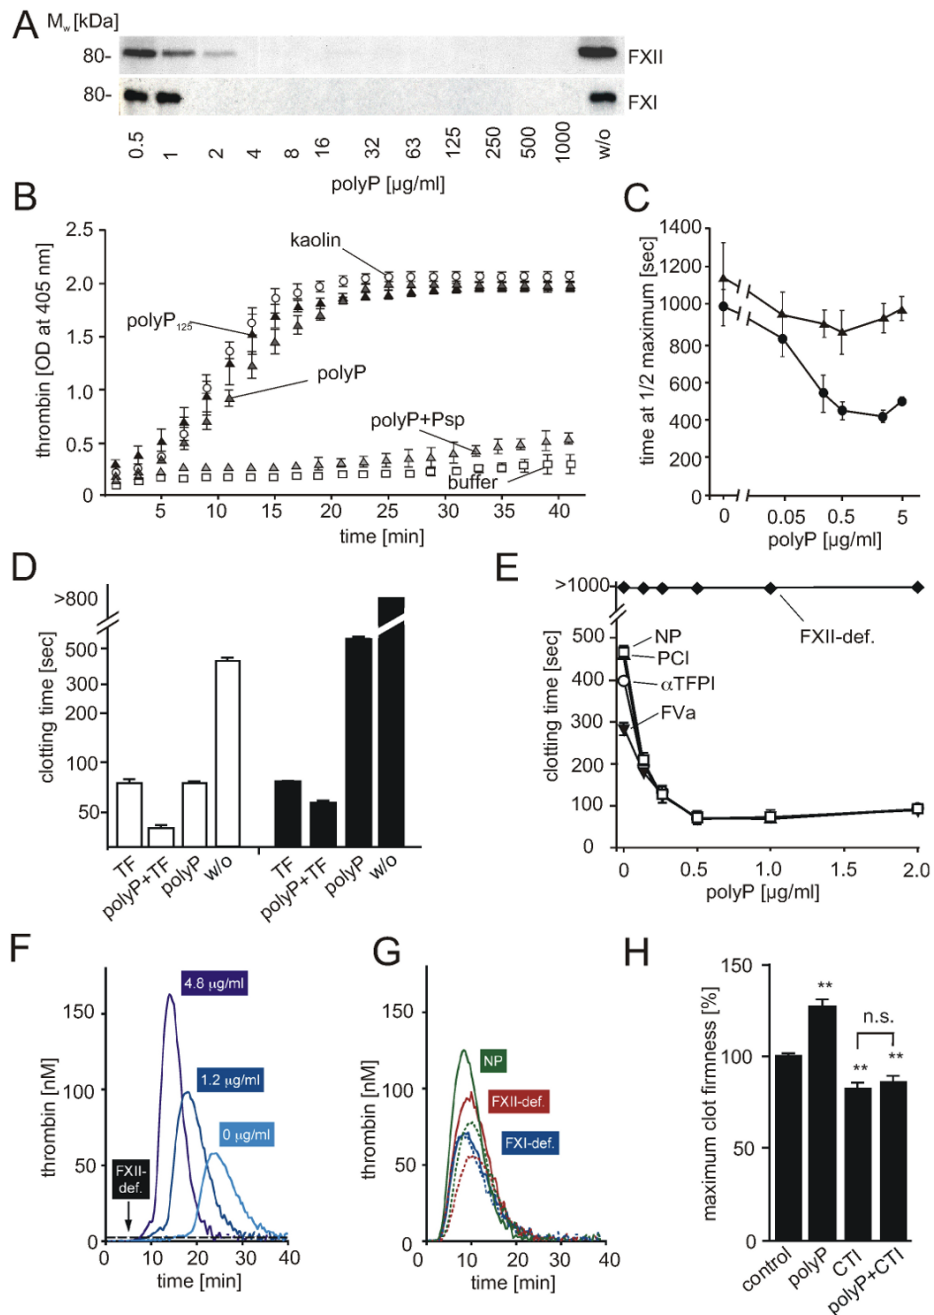 A
M_w [kDa]
80-
FXII
80-
FXI
0.5 1 2 4 8 16 32 63 125 250 500 1000 w/o
polyP [µg/ml]
B
thrombin [OD at 405 nm]
2.5
2.0
1.5
1.0
0.5
0
kaolin
polyP₁₂₅
polyP
polyP+Psp
buffer
5 10 15 20 25 30 35 40
time [min]
C
time at 1/2 maximum [sec]
1400
1200
1000
800
600
400
200
0
0 0.05 0.5 5
polyP [µg/ml]
D
clotting time [sec]
>800
500
300
200
100
50
TF polyP+TF polyP w/o TF polyP+TF polyP w/o
E
clotting time [sec]
>1000
500
400
300
200
100
0
FXII-def.
NP
PCI
αTFPI
FVa
0 0.5 1.0 2.0
polyP [µg/ml]
F
thrombin [nM]
150
100
50
0
4.8 µg/ml
1.2 µg/ml
0 µg/ml
FXII-
def.
0 10 20 30 40
time [min]
G
thrombin [nM]
150
100
50
0
NP
FXII-def.
FXI-def.
0 10 20 30 40
time [min]
H
maximum clot firmness [%]
150
100
50
0
**
n.s.
**
**
control polyP CTI polyP+CTI